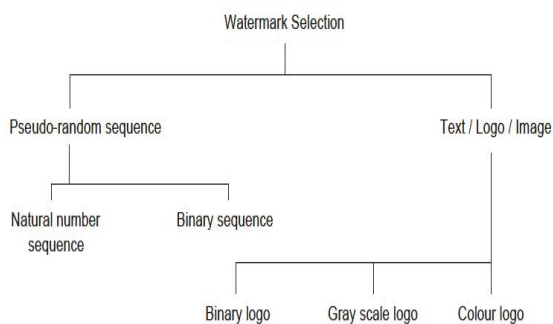 Watermark Selection
Pseudo-random sequence
Text / Logo / Image
Natural number
sequence
Binary sequence
Binary logo
Gray scale logo
Colour logo